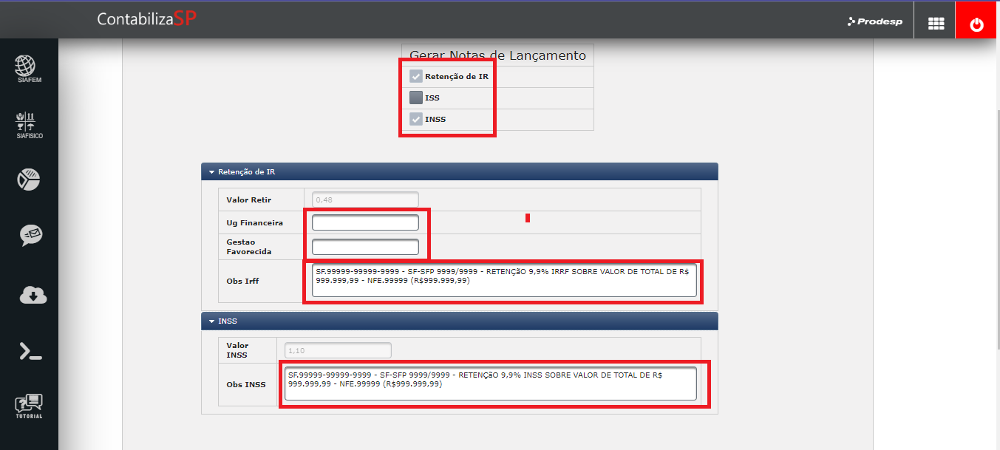 ContabilizaSP
Prodesp
SIAFEM
SIAFISICO
TUTORIAL
Gerar Notas de Lançamento
Retenção de IR
ISS
INSS
Retenção de IR
Valor Retir
0,48
Ug Financeira
Gestao
Favorecida
Obs Irff
SF.99999-99999-9999 - SF-SFP 9999/9999 - RETENÇãO 9,9% IRRF SOBRE VALOR DE TOTAL DE R$
999.999,99 - NFE.99999 (R$999.999,99)
INSS
Valor
INSS
1,10
Obs INSS
SF.99999-99999-9999 - SF-SFP 9999/9999 - RETENÇãO 9,9% INSS SOBRE VALOR DE TOTAL DE R$
999.999,99 - NFE.99999 (R$999.999,99)